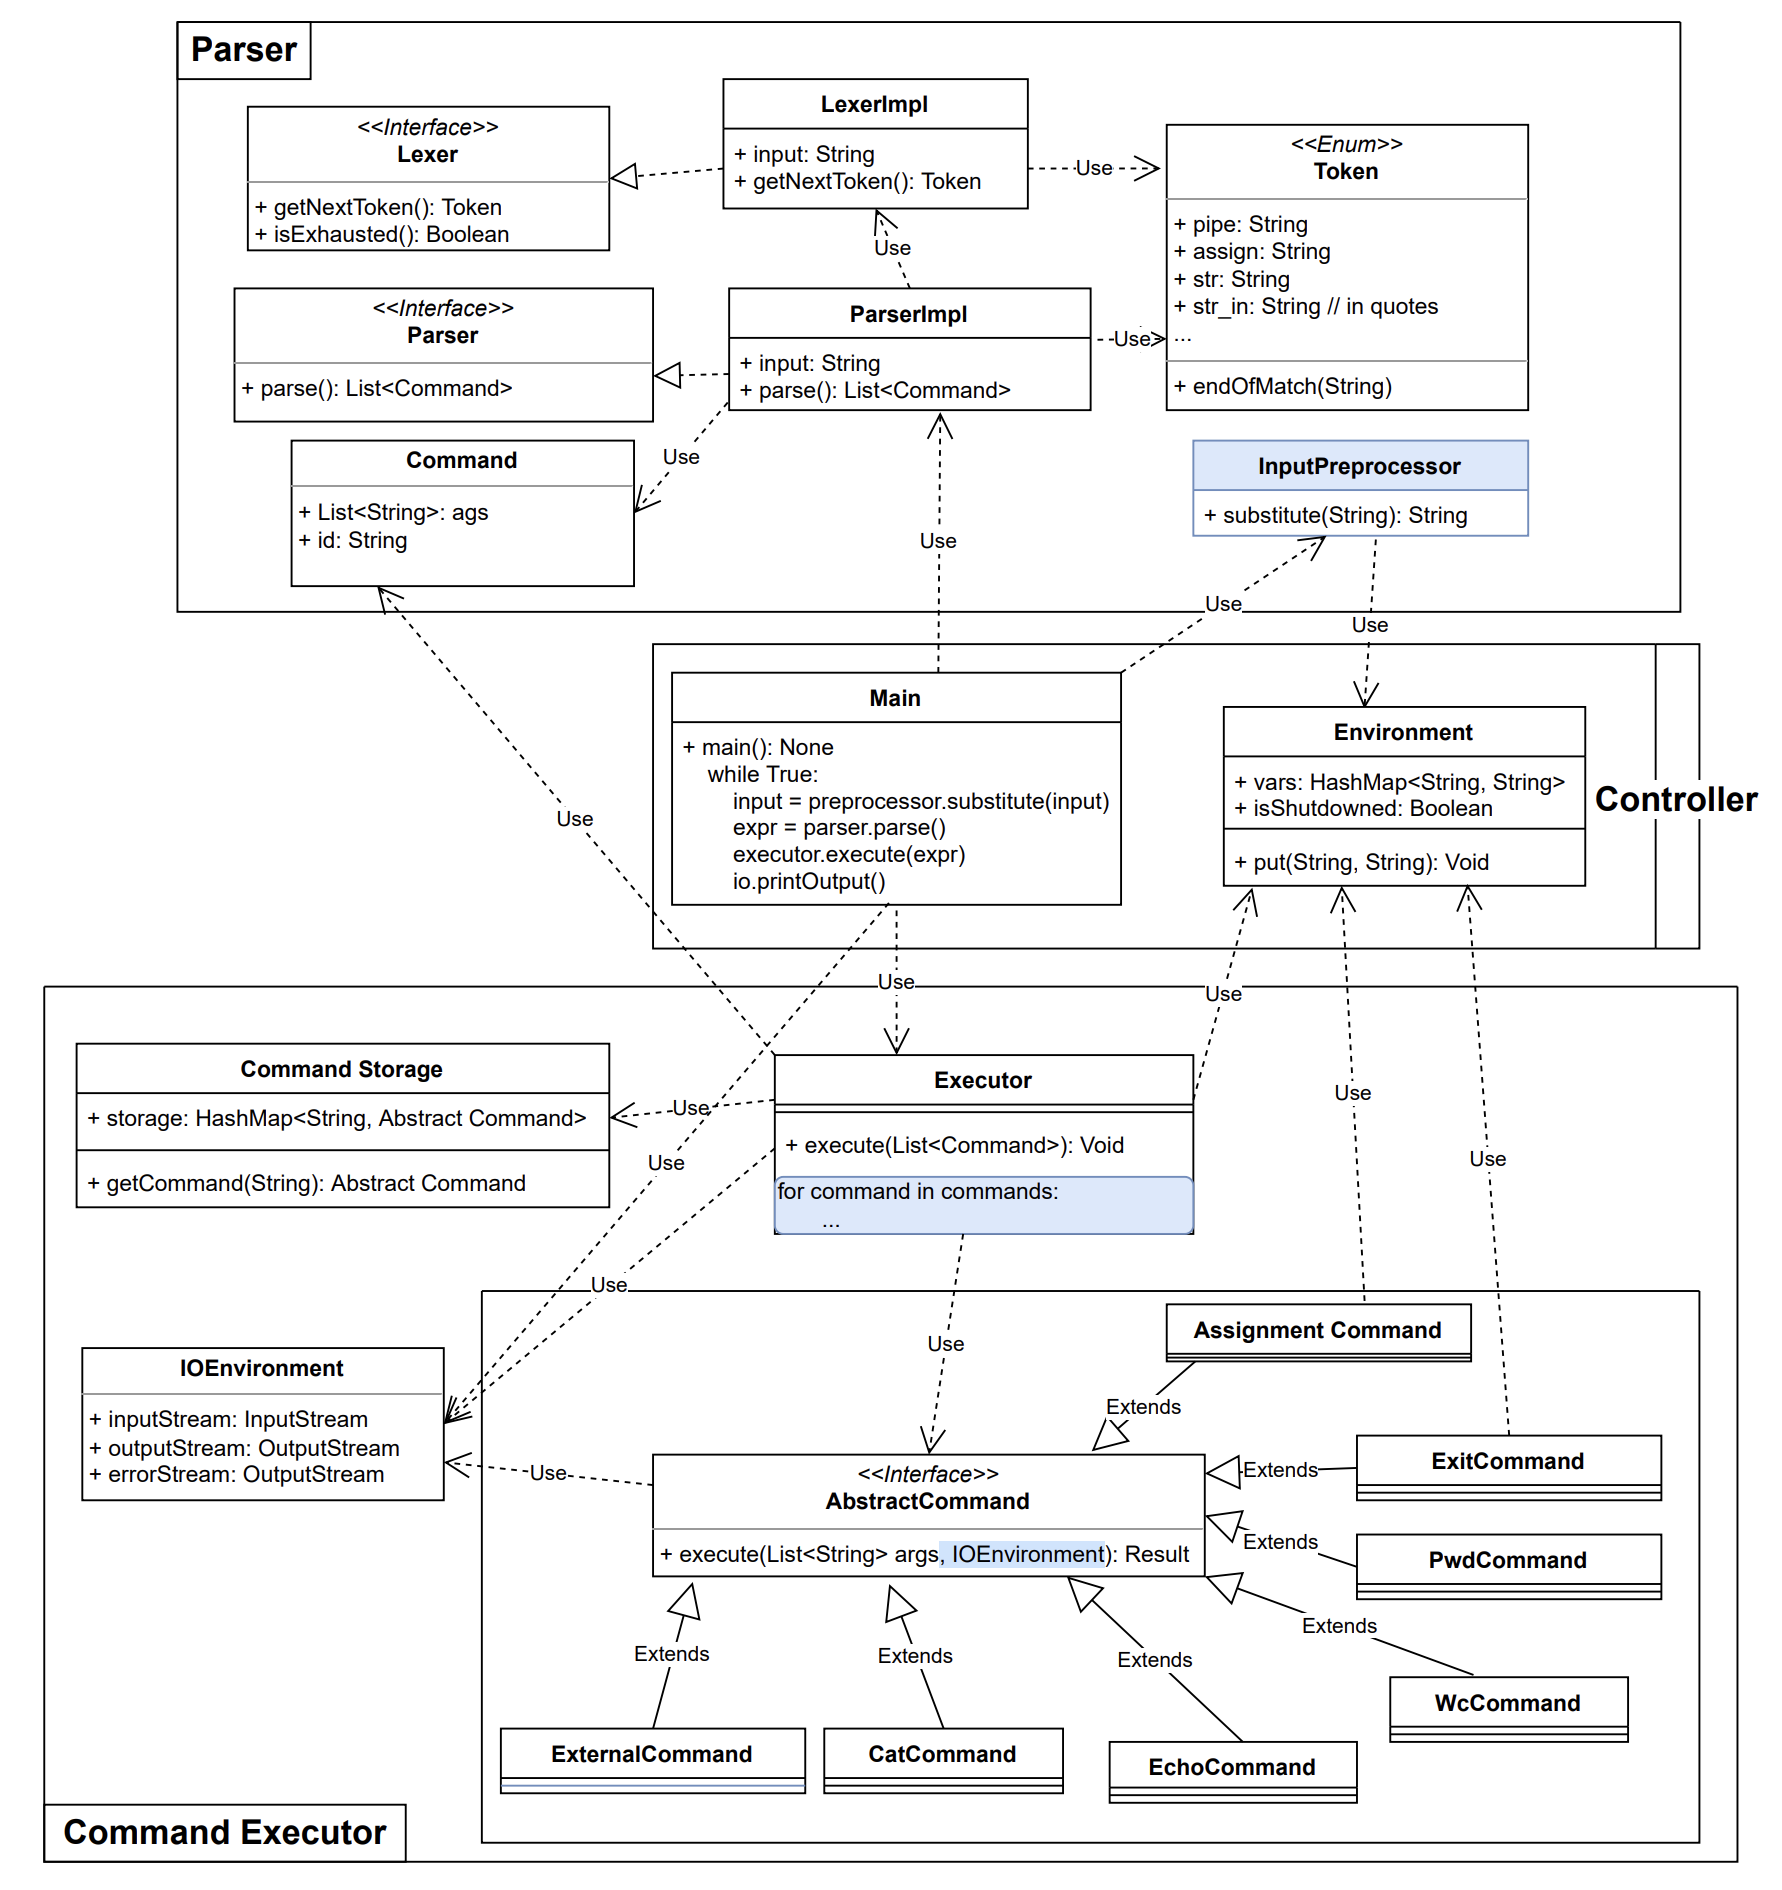 Parser
<<Interface>>
Lexer
+ getNextToken(): Token
+ isExhausted(): Boolean
LexerImpl
+ input: String
+ getNextToken(): Token
Use
<<Enum>>
Token
+ pipe: String
+ assign: String
+ str: String
+ str_in: String // in quotes
...
+ endOfMatch(String)
Use
<<Interface>>
Parser
+ parse(): List<Command>
ParserImpl
+ input: String
+ parse(): List<Command>
Use
Use
Command
+ List<String>: ags
+ id: String
InputPreprocessor
+ substitute(String): String
Use
Use
Use
Main
+ main(): None
while True:
input = preprocessor.substitute(input)
expr = parser.parse()
executor.execute(expr)
io.printOutput()
Environment
+ vars: HashMap<String, String>
+ isShutdowned: Boolean
+ put(String, String): Void
Controller
Use
Use
Use
Command Storage
+ storage: HashMap<String, Abstract Command>
+ getCommand(String): Abstract Command
Use
Executor
+ execute(List<Command>): Void
for command in commands:
...
Use
Use
Use
Use
Use
Assignment Command
Extends
IOEnvironment
+ inputStream: InputStream
+ outputStream: OutputStream
+ errorStream: OutputStream
Use
<<Interface>>
AbstractCommand
+ execute(List<String> args, IOEnvironment): Result
Extends
ExitCommand
Extends
PwdCommand
Extends
WcCommand
Extends
Extends
Extends
ExternalCommand
CatCommand
EchoCommand
Command Executor